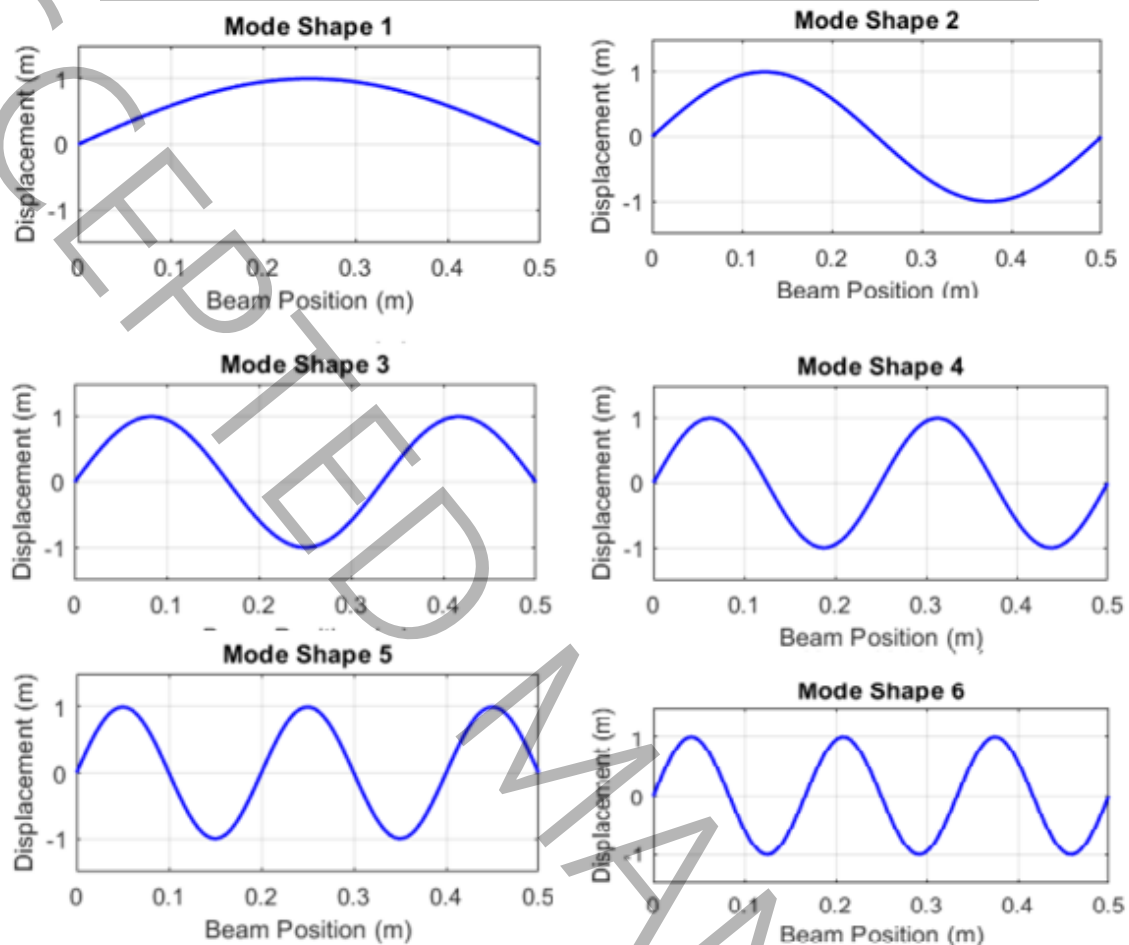 Mode Shape 1
Displacement (m)
1
0
-1
0 0.1 0.2 0.3 0.4 0.5
Beam Position (m)
Mode Shape 2
Displacement (m)
1
0
-1
0 0.1 0.2 0.3 0.4 0.5
Beam Position (m)
Mode Shape 3
Displacement (m)
1
0
-1
0 0.1 0.2 0.3 0.4 0.5
Mode Shape 4
Displacement (m)
1
0
-1
0 0.1 0.2 0.3 0.4 0.5
Beam Position (m)
Mode Shape 5
Displacement (m)
1
0
-1
0 0.1 0.2 0.3 0.4 0.5
Beam Position (m)
Mode Shape 6
Displacement (m)
1
0
-1
0 0.1 0.2 0.3 0.4 0.5
Beam Position (m)
CEPTED MA